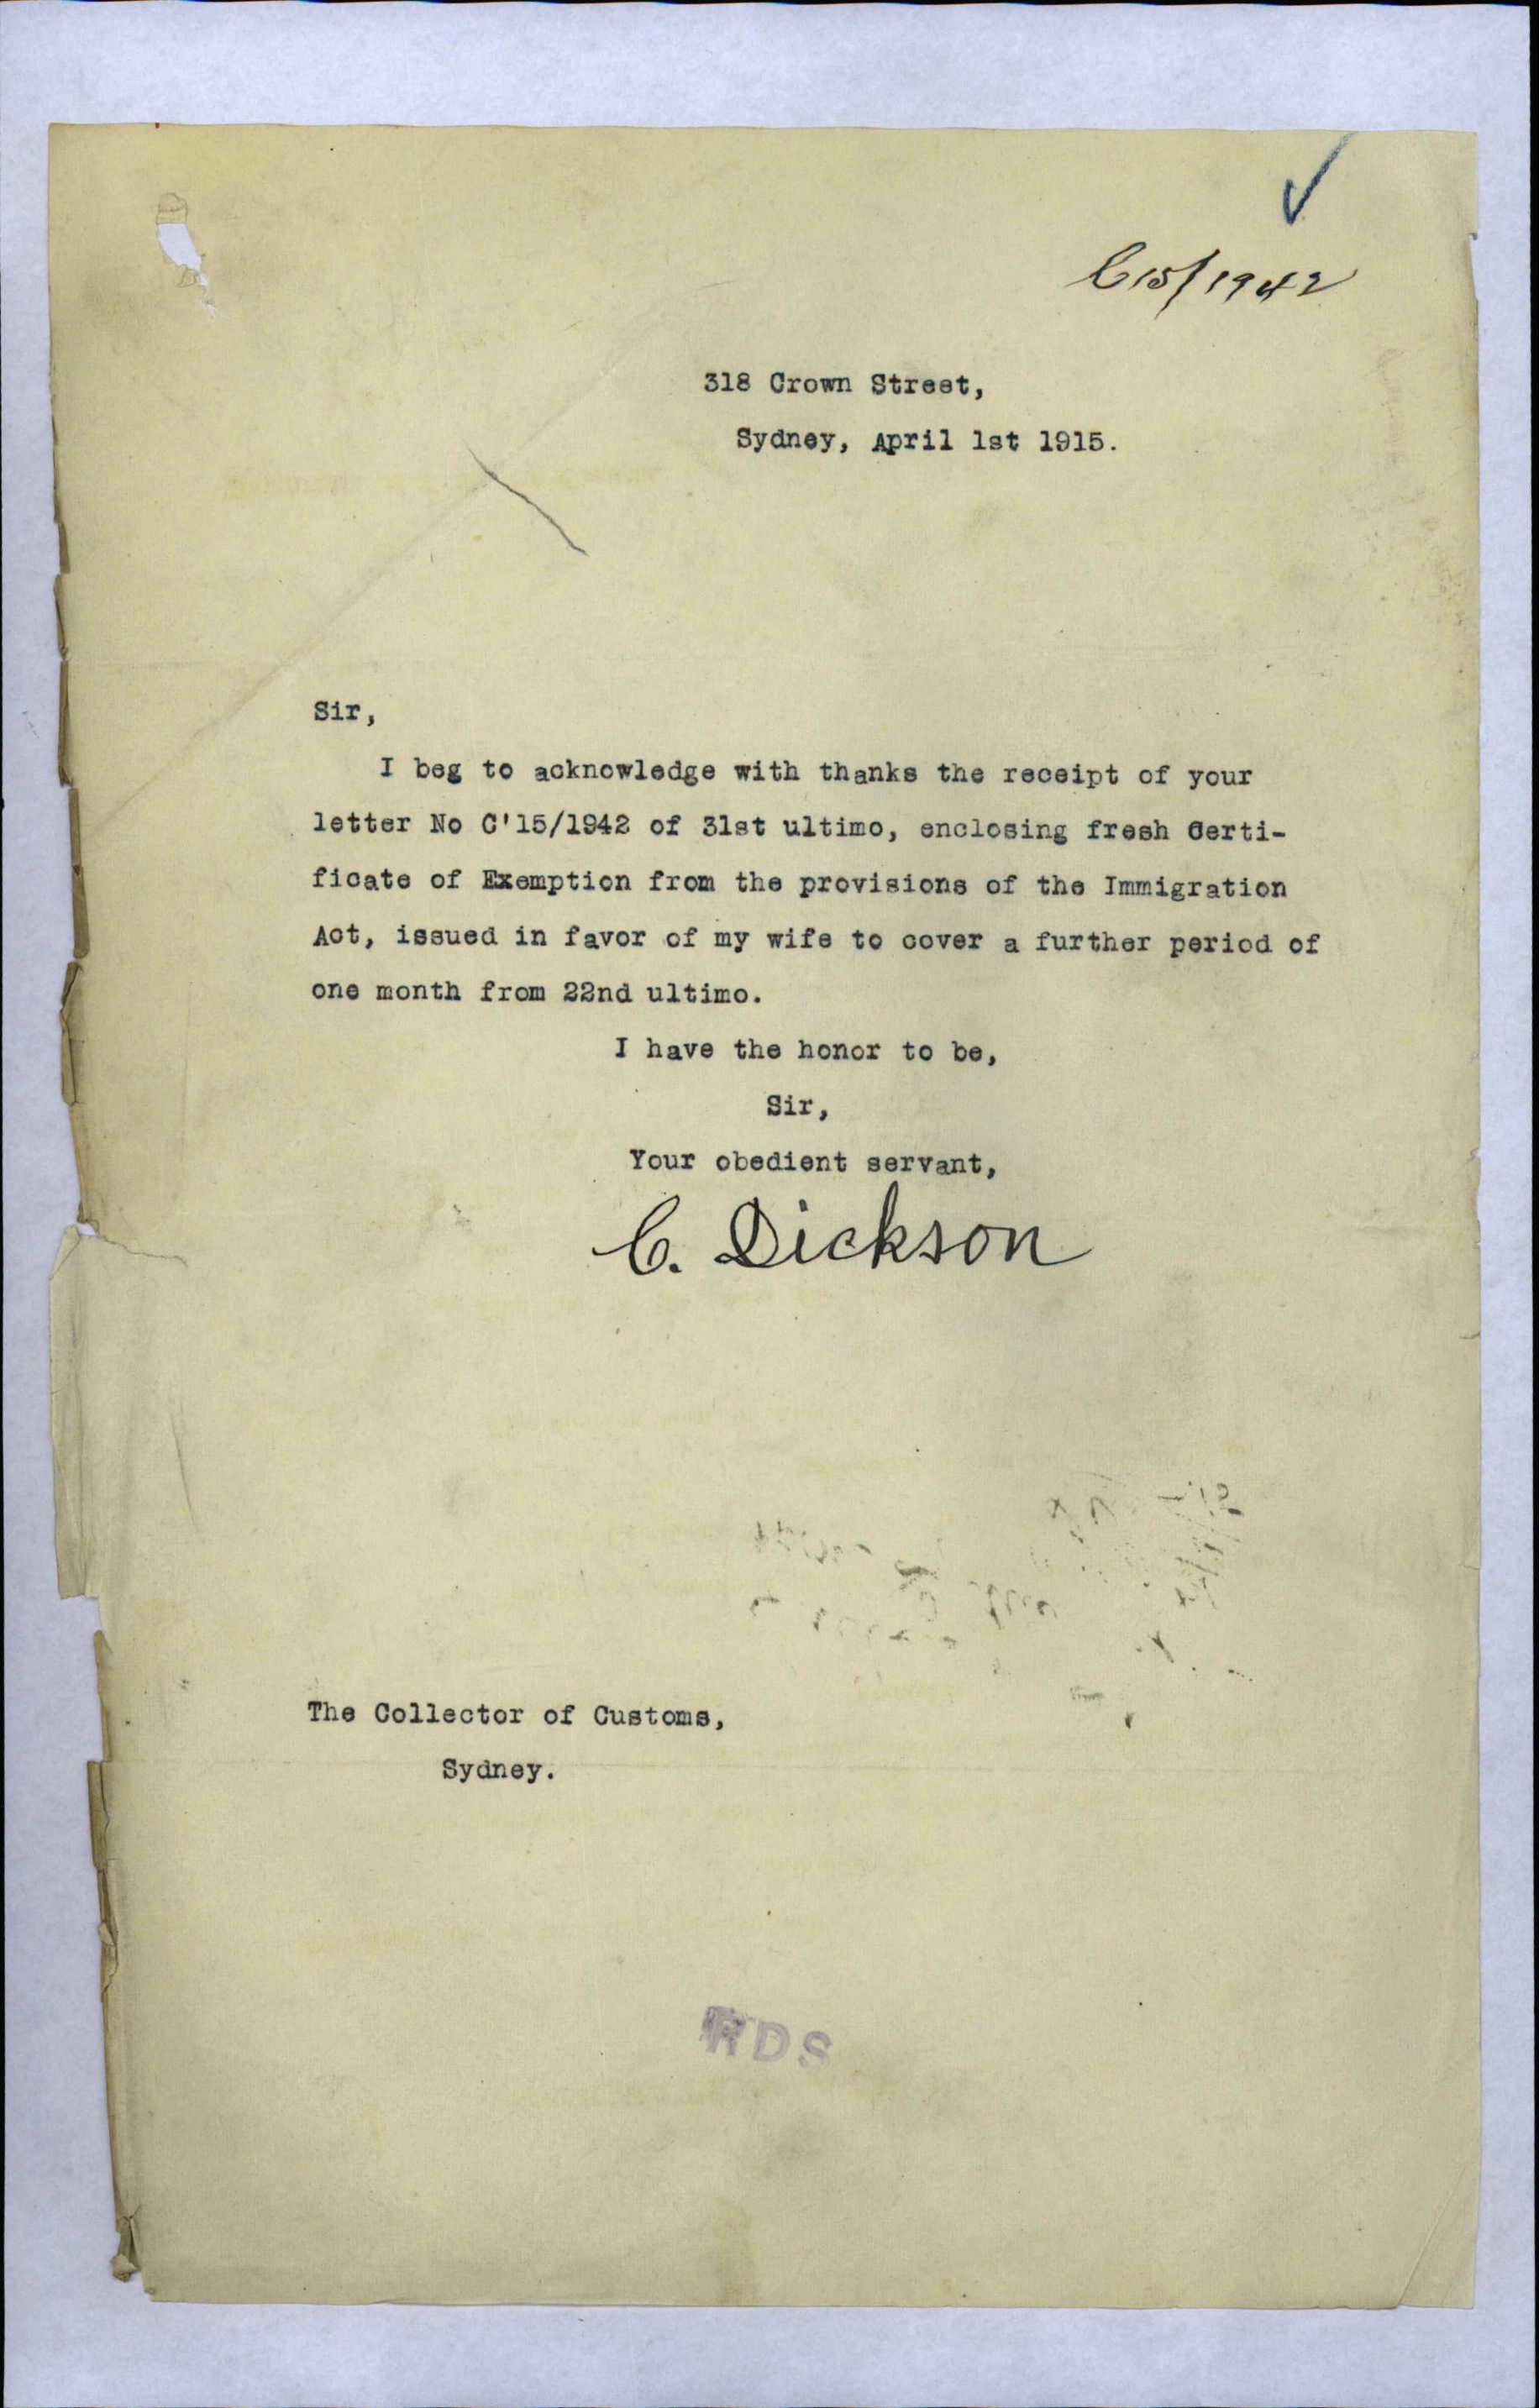 C15/1942
318 Crown Street,
Sydney, April 1st 1915.
Sir,
I beg to acknowledge with thanks the receipt of your
letter No C'15/1942 of 31st ultimo, enclosing fresh Certi-
ficate of Exemption from the provisions of the Immigration
Act, issued in favor of my wife to cover a further period of
one month from 22nd ultimo.
I have the honor to be,
Sir,
Your obedient servant,
C. Dickson
The Collector of Customs,
Sydney.